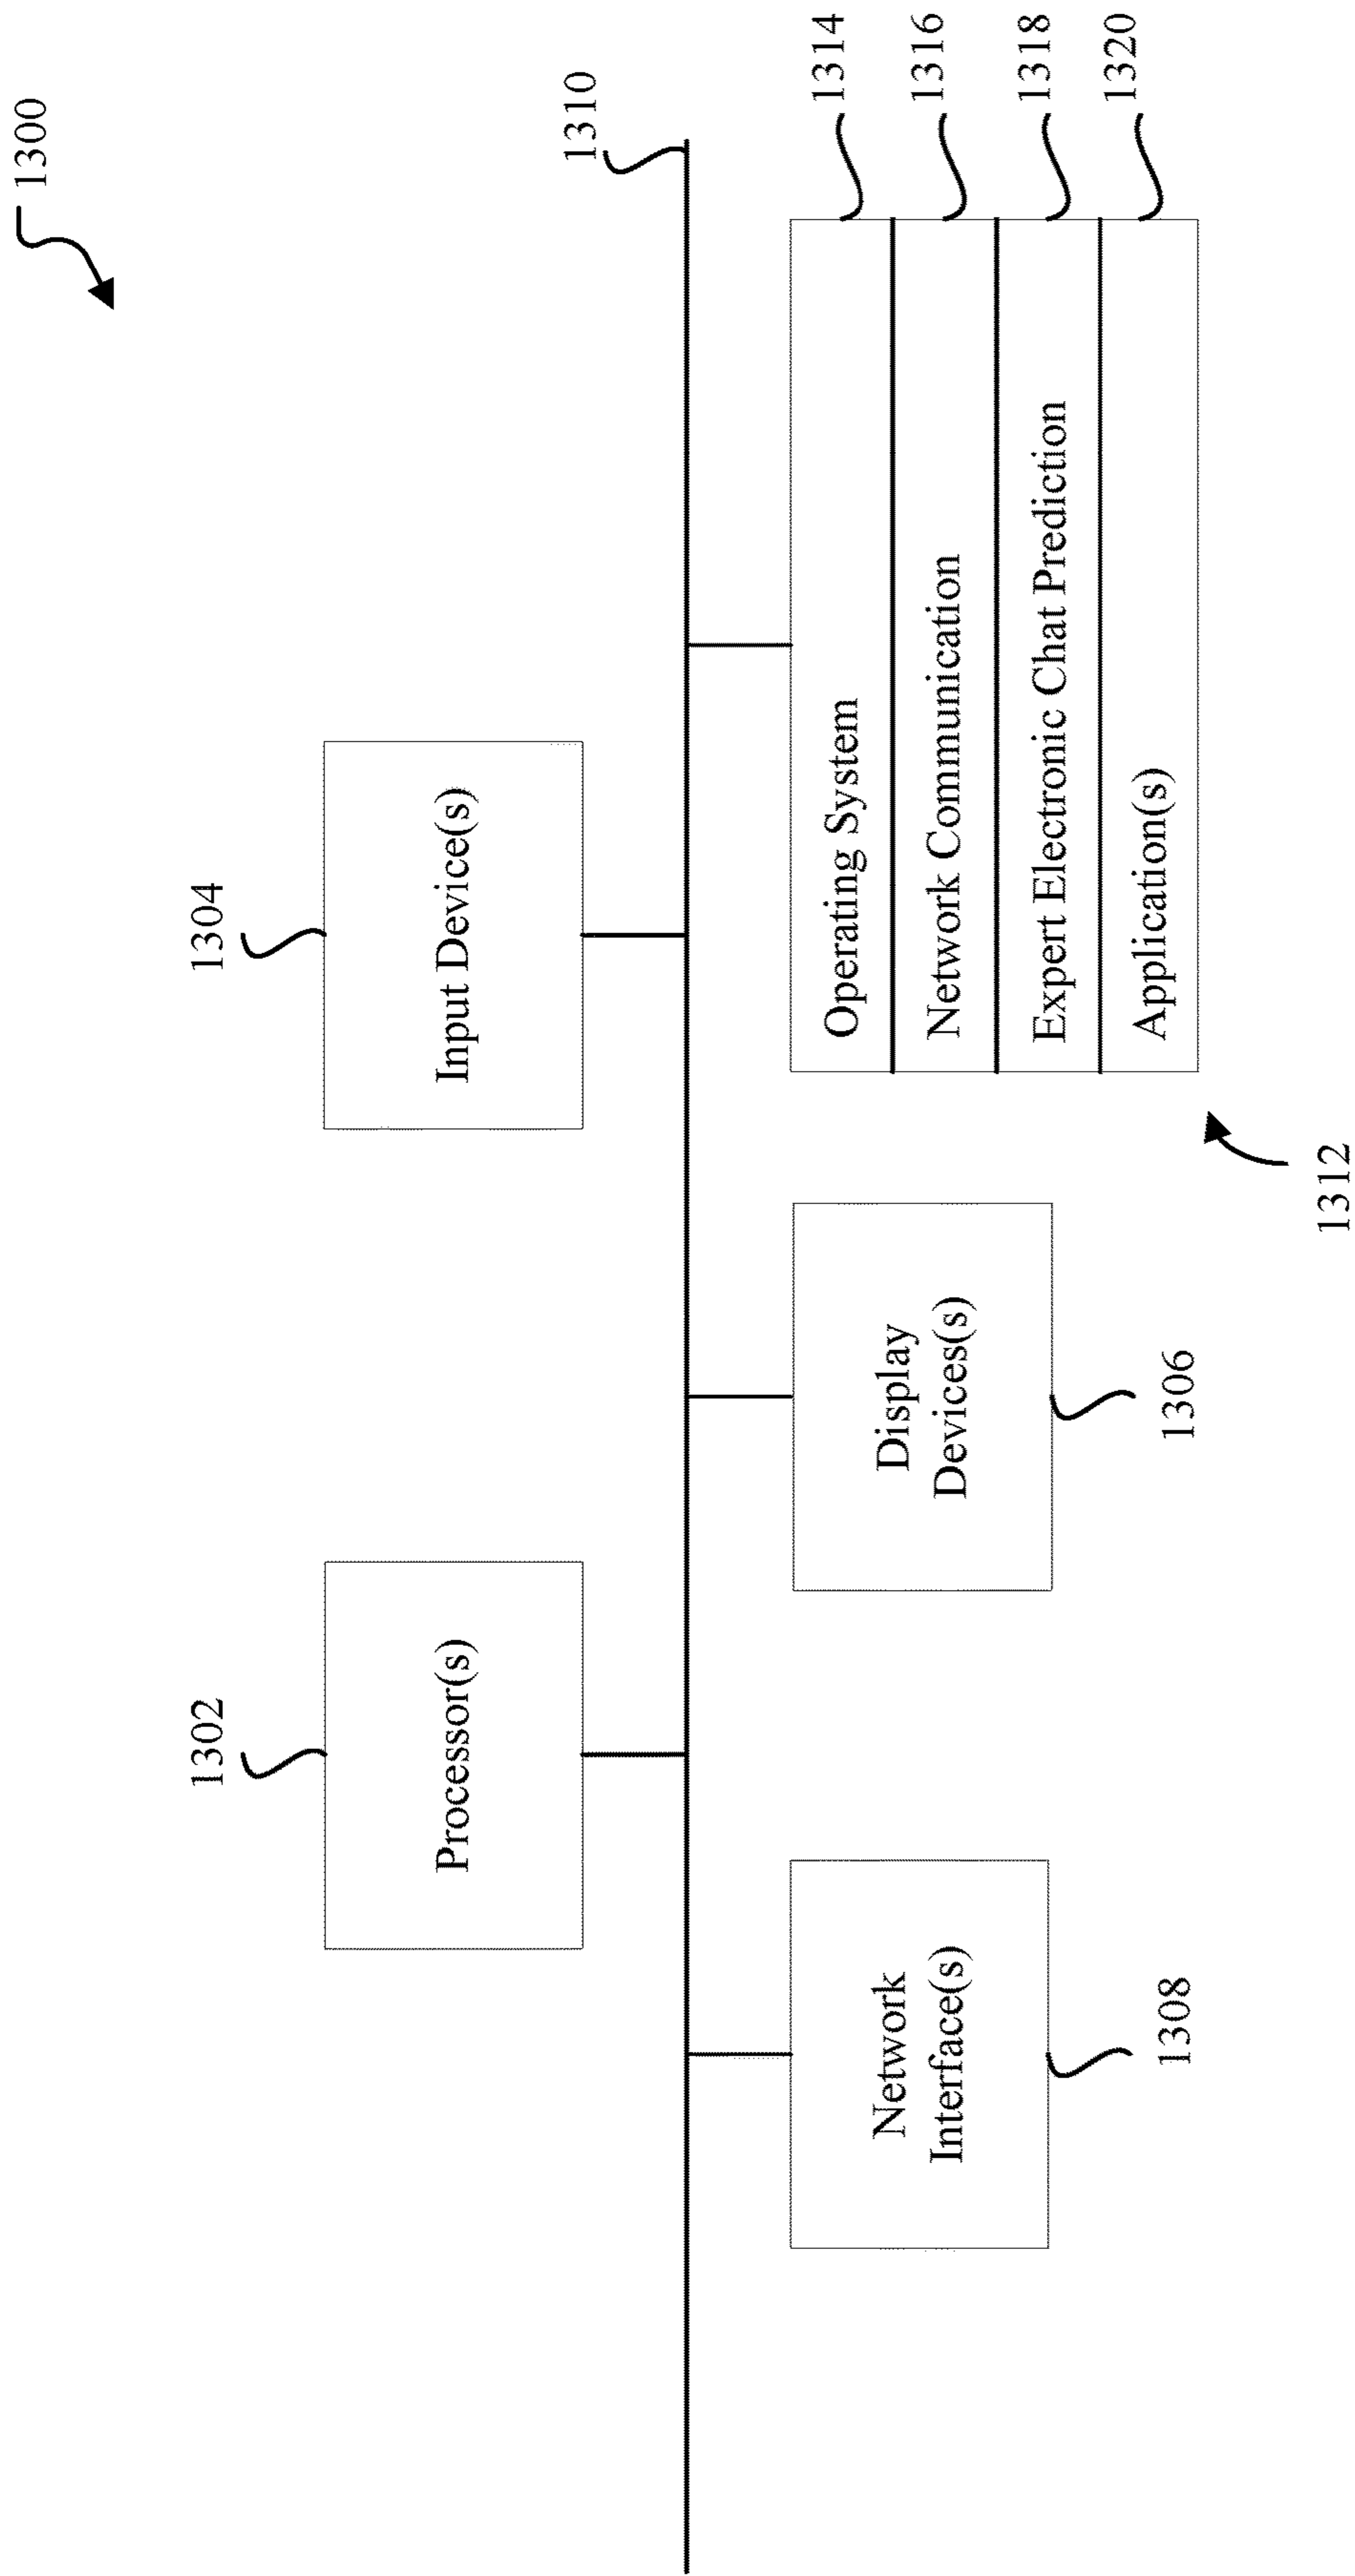 1300
1302
1304
Processor(s)
Input Device(s)
1310
Network
Interface(s)
Display
Devices(s)
Operating System
1314
Network Communication
1316
Expert Electronic Chat Prediction
1318
Application(s)
1320
1308
1306
1312